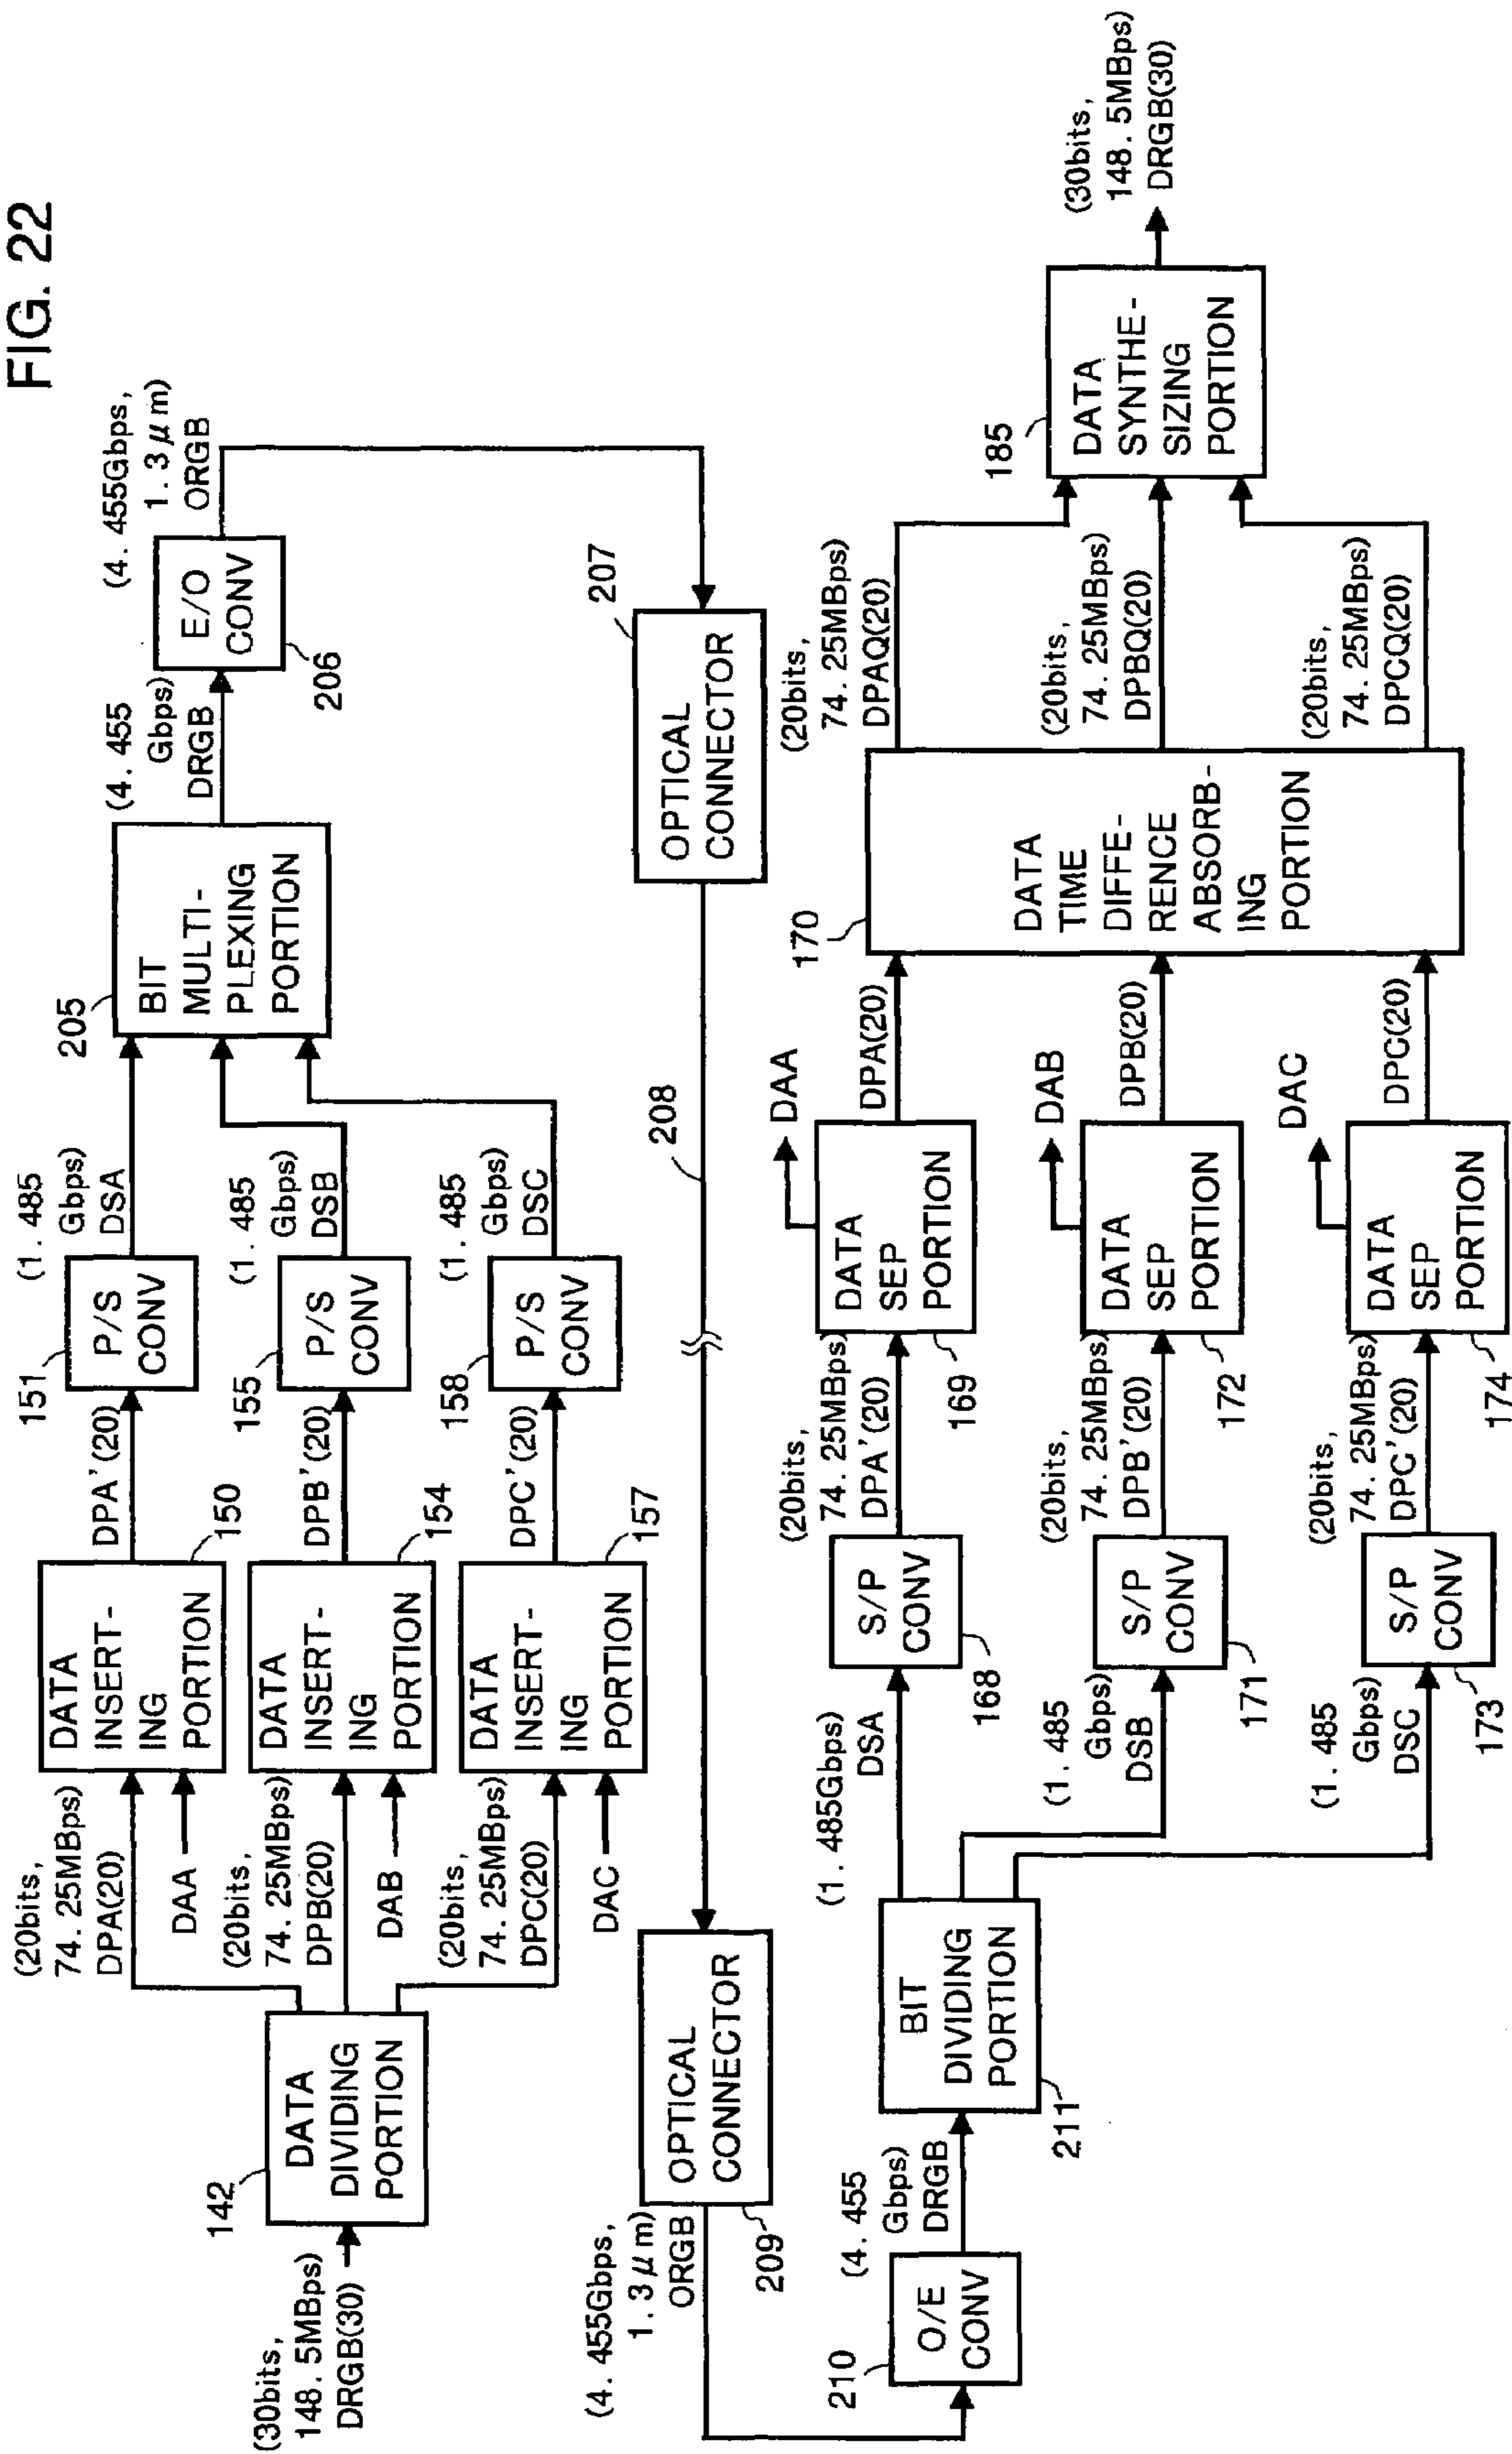 FIG. 22
(30bits,
148. 5MBps)
DRGB(30)
142
DATA
DIVIDING
PORTION
(20bits,
74. 25MBps)
DPA(20)
DAA
DATA
INSERT-
ING
PORTION
150
DPA'(20)
151
P/S
CONV
(1. 485
Gbps)
DSA
(20bits,
74. 25MBps)
DPB(20)
DAB
DATA
INSERT-
ING
PORTION
154
DPB'(20)
155
P/S
CONV
(1. 485
Gbps)
DSB
(20bits,
74. 25MBps)
DPC(20)
DAC
DATA
INSERT-
ING
PORTION
157
DPC'(20)
158
P/S
CONV
(1. 485
Gbps)
DSC
205
BIT
MULTI-
PLEXING
PORTION
(4. 455
Gbps)
DRGB
E/O
CONV
206
(4. 455Gbps,
1. 3 μm)
ORGB
207
OPTICAL
CONNECTOR
208
OPTICAL
CONNECTOR
209
(4. 455Gbps,
1. 3 μm)
ORGB
210
O/E
CONV
(4. 455
Gbps)
DRGB
BIT
DIVIDING
PORTION
211
(1. 485Gbps)
DSA
S/P
CONV
168
(20bits,
74. 25MBps)
DPA'(20)
DATA
SEP
PORTION
169
DAA
DPA(20)
(1. 485
Gbps)
DSB
S/P
CONV
171
(20bits,
74. 25MBps)
DPB'(20)
DATA
SEP
PORTION
172
DAB
DPB(20)
(1. 485
Gbps)
DSC
S/P
CONV
173
(20bits,
74. 25MBps)
DPC'(20)
DATA
SEP
PORTION
174
DAC
DPC(20)
170
DATA
TIME
DIFFE-
RENCE
ABSORB-
ING
PORTION
(20bits,
74. 25MBps)
DPAQ(20)
(20bits,
74. 25MBps)
DPBQ(20)
(20bits,
74. 25MBps)
DPCQ(20)
185
DATA
SYNTHE-
SIZING
PORTION
(30bits,
148. 5MBps)
DRGB(30)